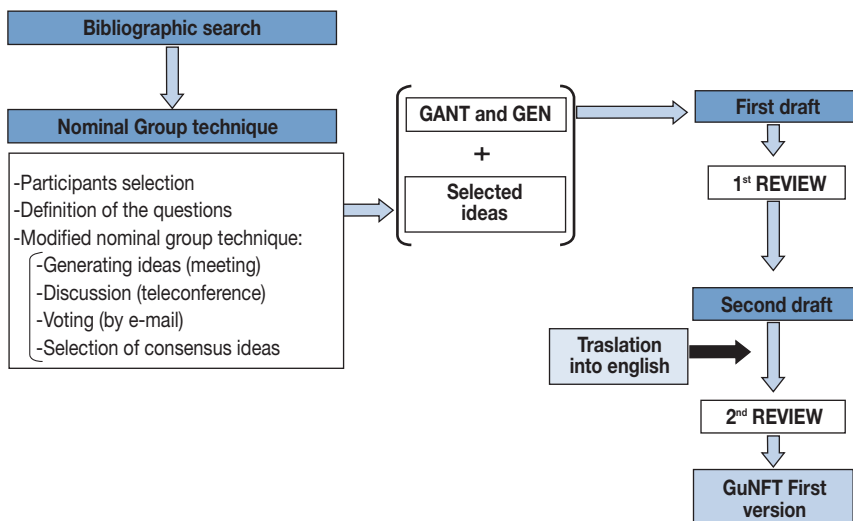 Bibliographic search
Nominal Group technique
-Participants selection
-Definition of the questions
-Modified nominal group technique:
-Generating ideas (meeting)
-Discussion (teleconference)
-Voting (by e-mail)
-Selection of consensus ideas
GANT and GEN
+
Selected
ideas
First draft
1st REVIEW
Second draft
Traslation
into english
2nd REVIEW
GuNFT First
version